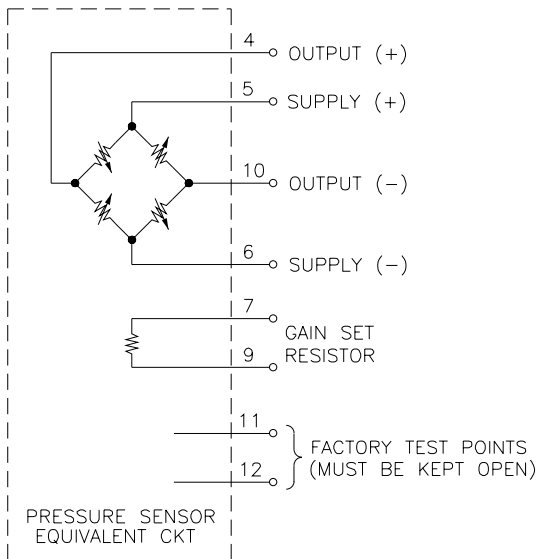 4
OUTPUT (+)
5
SUPPLY (+)
10
OUTPUT (−)
6
SUPPLY (−)
7
GAIN SET
RESISTOR
9
11
FACTORY TEST POINTS
(MUST BE KEPT OPEN)
12
PRESSURE SENSOR
EQUIVALENT CKT